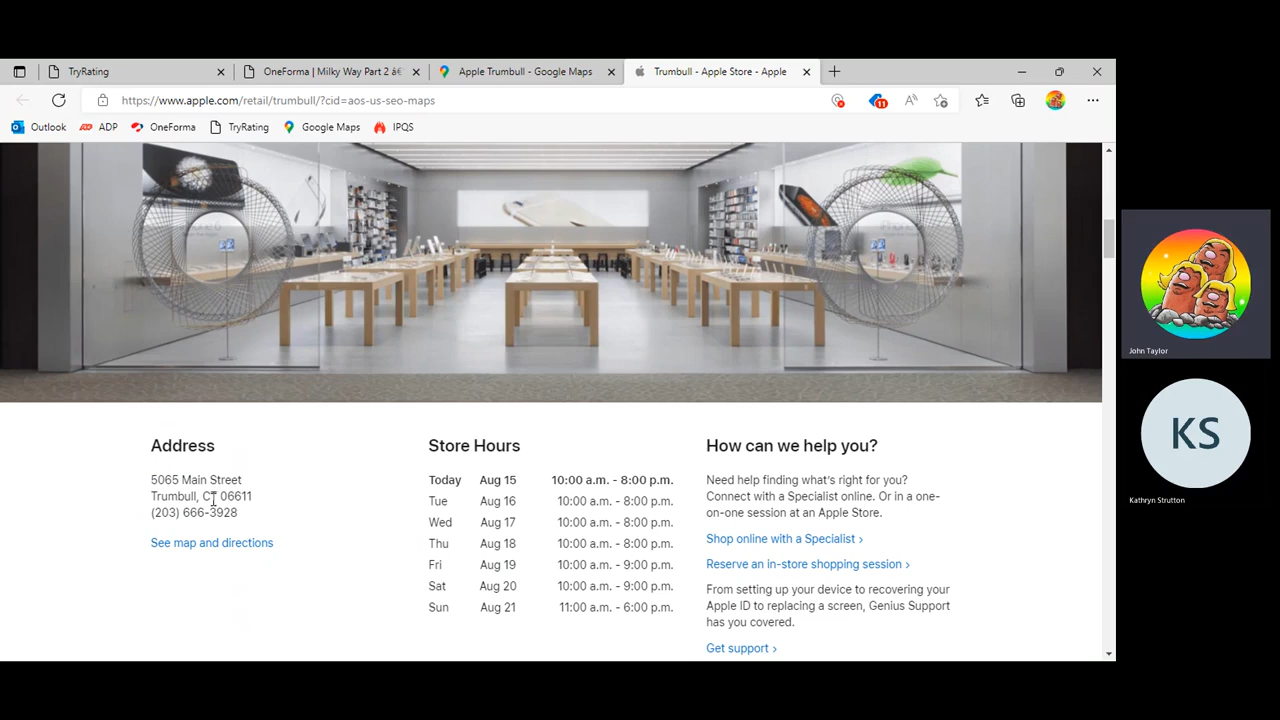 TryRating
OneForma | Milky Way Part 2 â€
Apple Trumbull - Google Maps
Trumbull - Apple Store - Apple
https://www.apple.com/retail/trumbull/?cid=aos-us-seo-maps
11
Outlook
ADP
OneForma
TryRating
Google Maps
IPQS
Address
5065 Main Street
Trumbull, CT 06611
(203) 666-3928
See map and directions
Store Hours
Today Aug 15 10:00 a.m. - 8:00 p.m.
Tue Aug 16 10:00 a.m. - 8:00 p.m.
Wed Aug 17 10:00 a.m. - 8:00 p.m.
Thu Aug 18 10:00 a.m. - 8:00 p.m.
Fri Aug 19 10:00 a.m. - 9:00 p.m.
Sat Aug 20 10:00 a.m. - 9:00 p.m.
Sun Aug 21 11:00 a.m. - 6:00 p.m.
How can we help you?
Need help finding what's right for you?
Connect with a Specialist online. Or in a one-
on-one session at an Apple Store.
Shop online with a Specialist >
Reserve an in-store shopping session >
From setting up your device to recovering your
Apple ID to replacing a screen, Genius Support
has you covered.
Get support >
John Taylor
KS
Kathryn Strutton